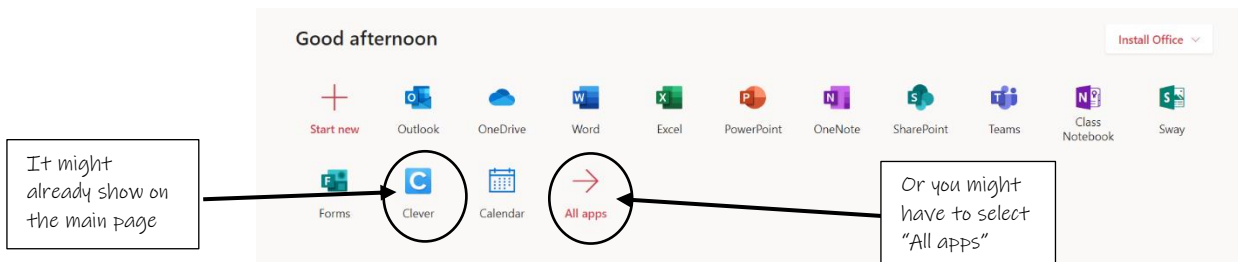 Good afternoon
Install Office
Start new
Outlook
OneDrive
Word
Excel
PowerPoint
OneNote
SharePoint
Teams
Class
Notebook
Sway
Forms
Clever
Calendar
All apps
It might
already show on
the main page
Or you might
have to select
"All apps"